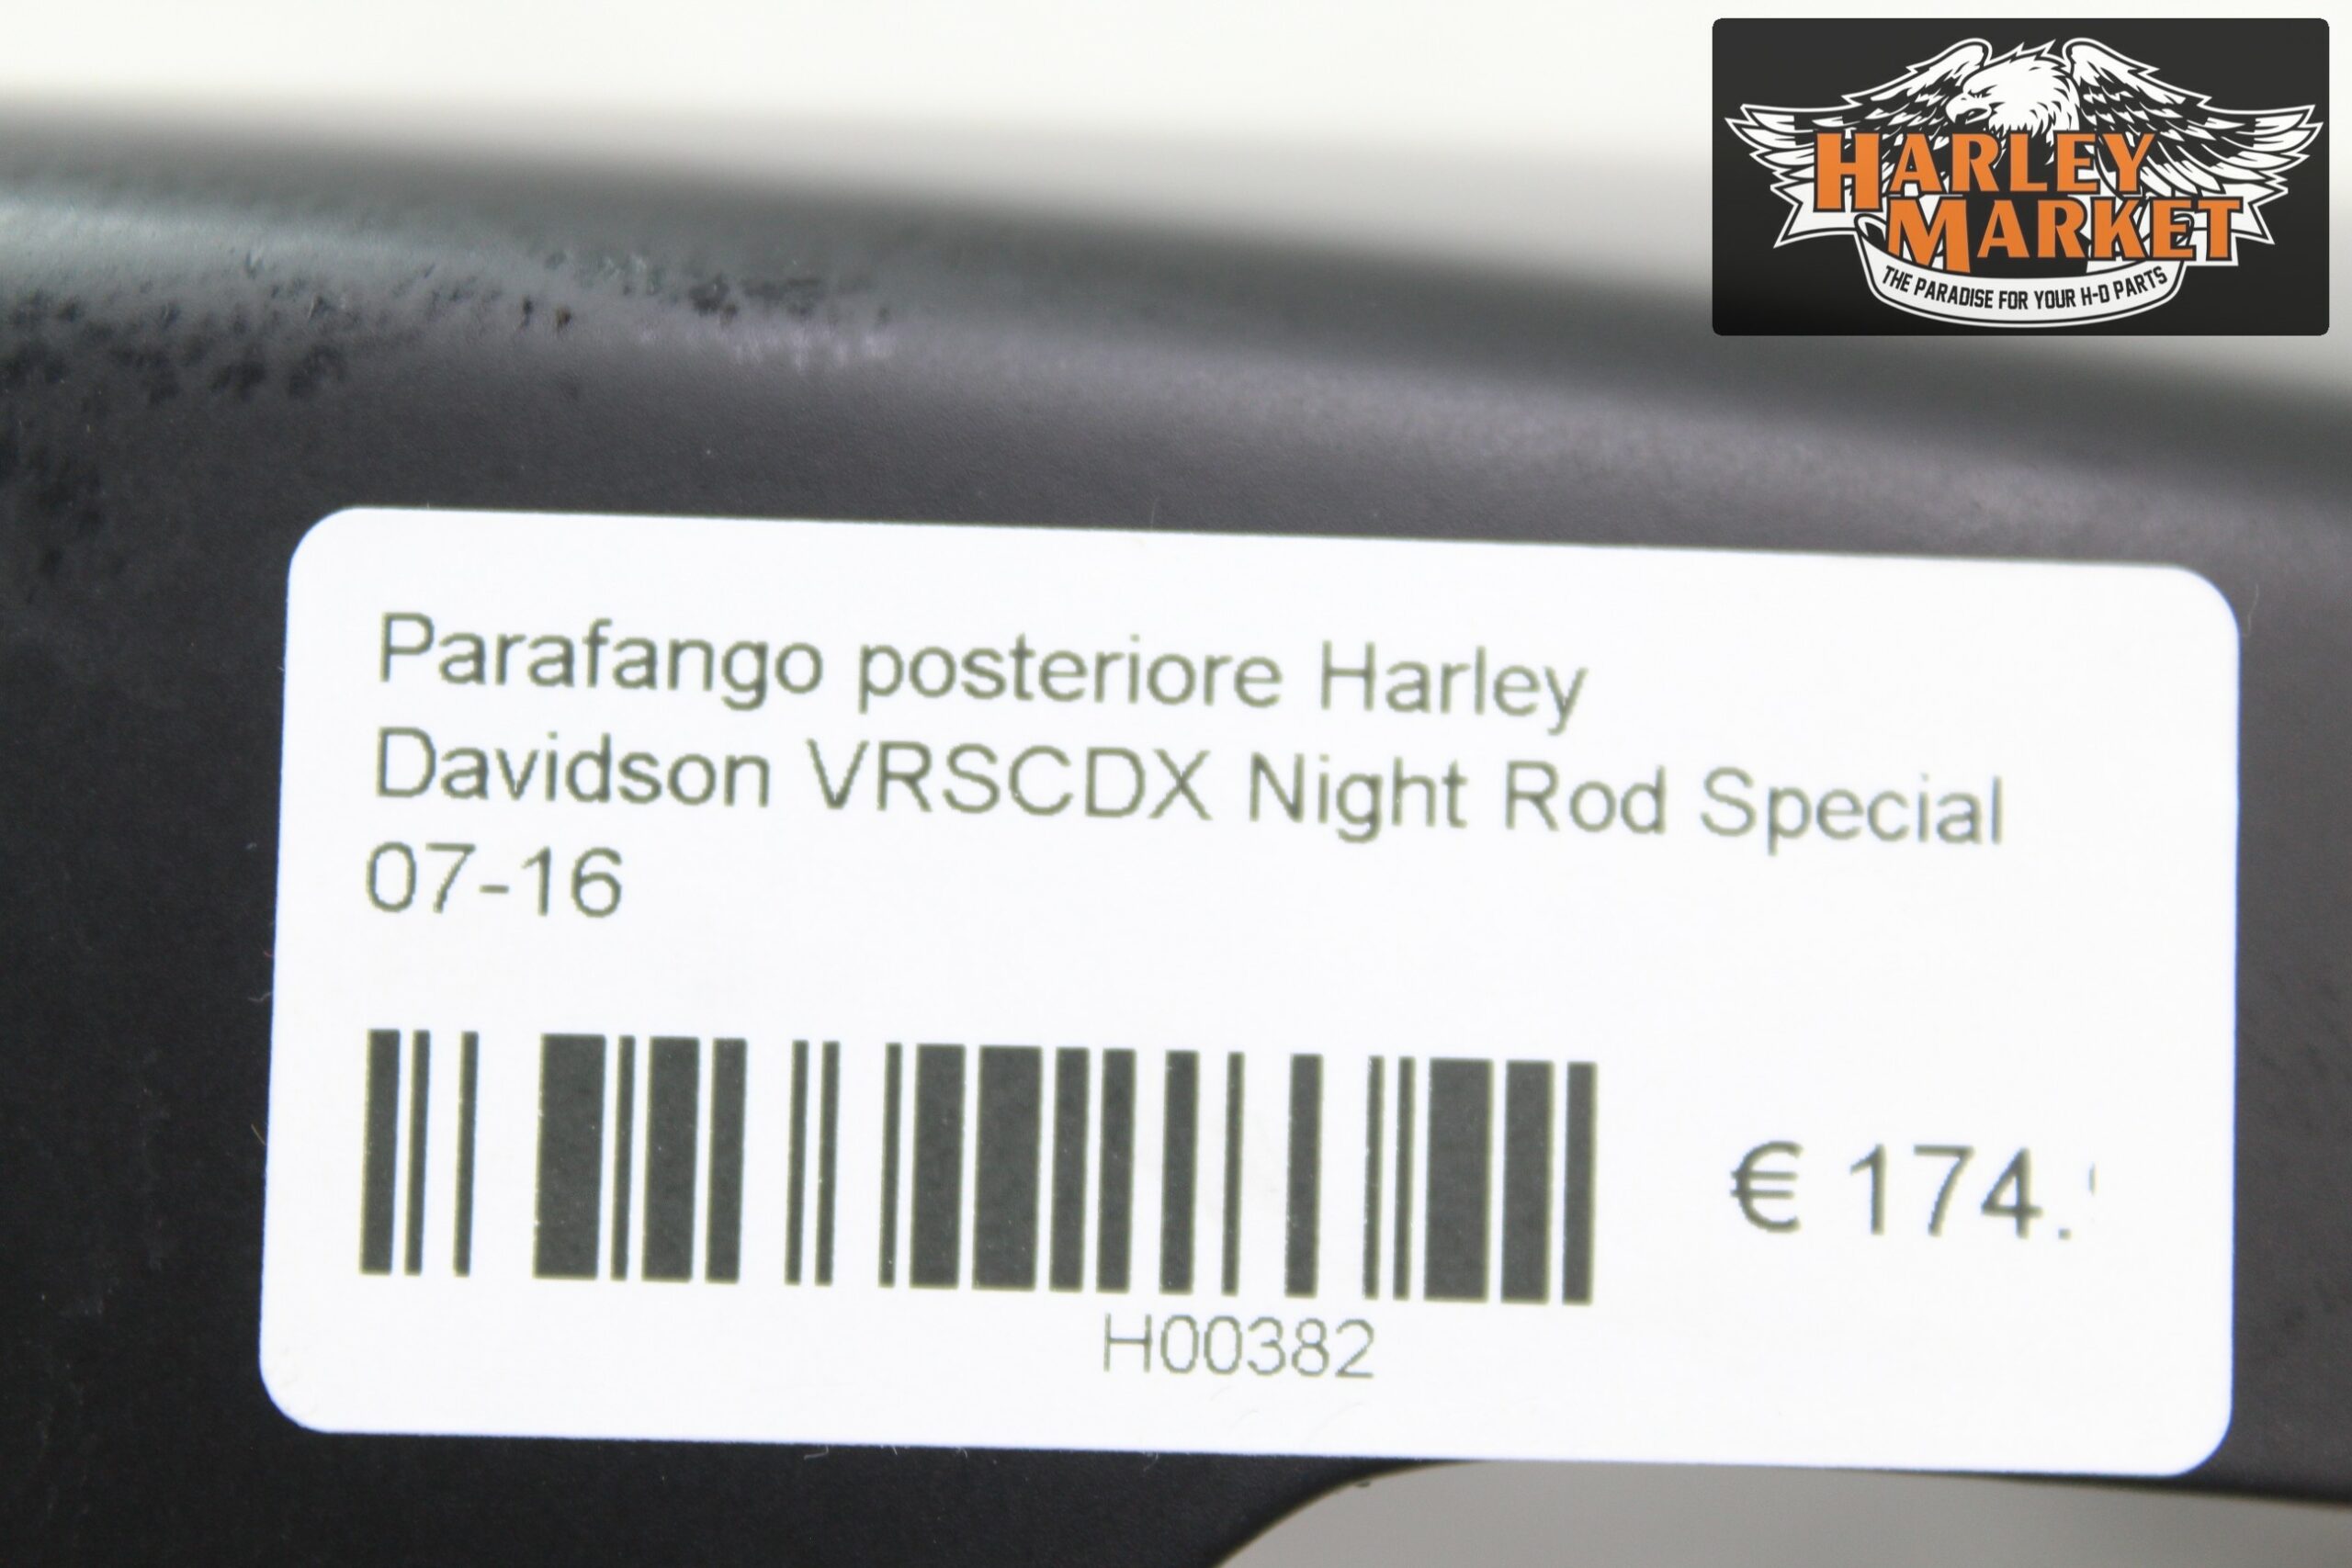 HARLEY
MARKET
THE PARADISE FOR YOUR H-D PARTS
Parafango posteriore Harley
Davidson VRSCDX Night Rod Special
07-16
€ 174.
H00382